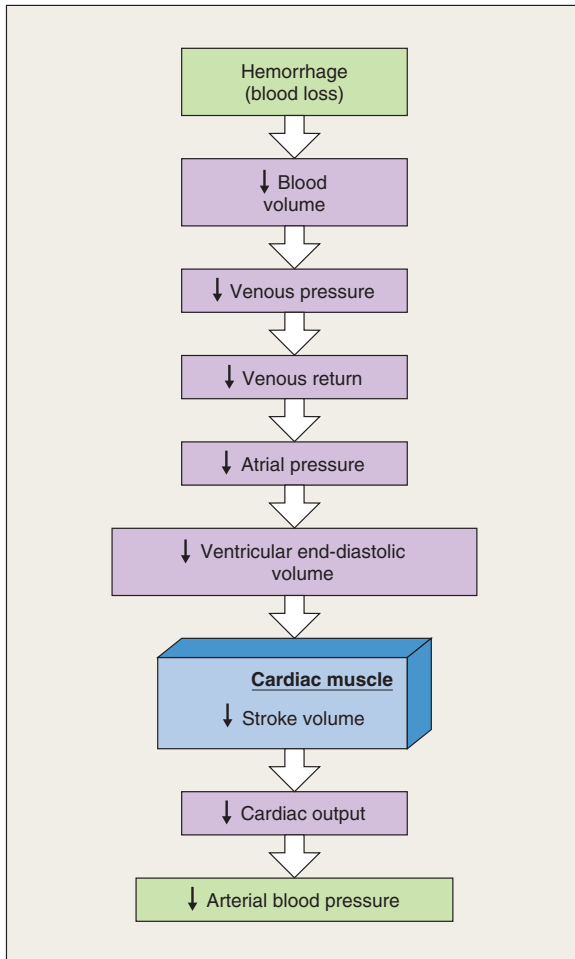 Hemorrhage
(blood loss)
↓ Blood
volume
↓ Venous pressure
↓ Venous return
↓ Atrial pressure
↓ Ventricular end-diastolic
volume
Cardiac muscle
↓ Stroke volume
↓ Cardiac output
↓ Arterial blood pressure